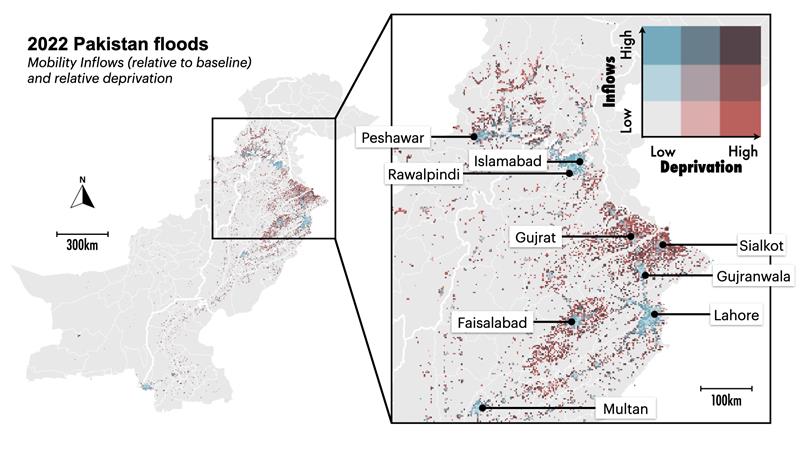 2022 Pakistan floods
Mobility Inflows (relative to baseline)
and relative deprivation
N
300km
Peshawar
Islamabad
Rawalpindi
Gujrat
Sialkot
Gujranwala
Faisalabad
Lahore
Multan
100km
High
Inflows
Low
Low
High
Deprivation